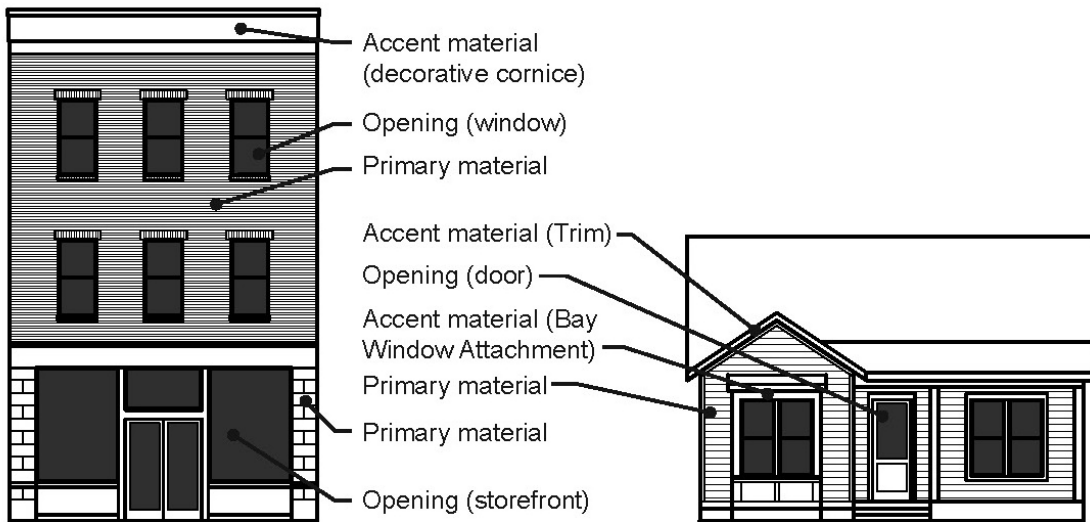 Accent material
(decorative cornice)
Opening (window)
Primary material
Accent material (Trim)
Opening (door)
Accent material (Bay
Window Attachment)
Primary material
Primary material
Opening (storefront)